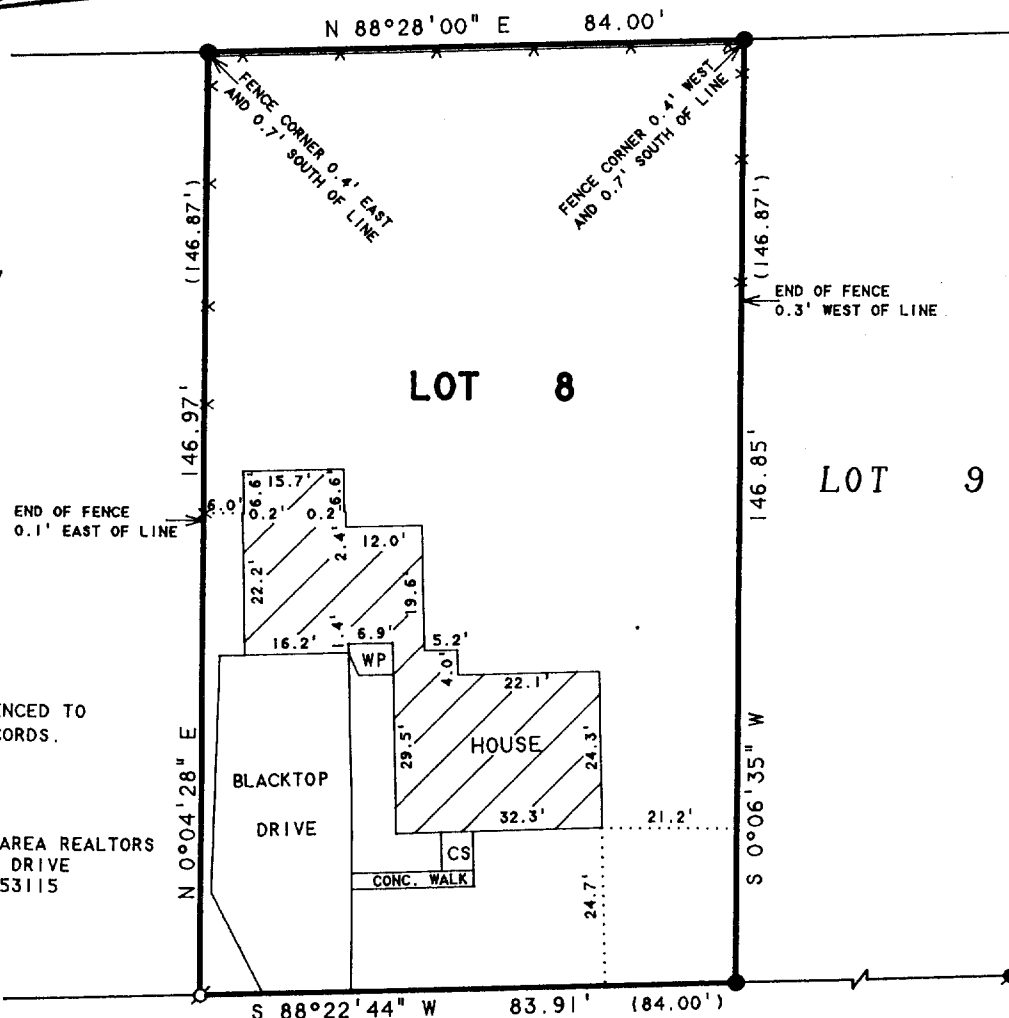 N 88°28'00" E 84.00'
FENCE CORNER 0.4' EAST
AND 0.7' SOUTH OF LINE
FENCE CORNER 0.4' WEST
AND 0.7' SOUTH OF LINE
(146.87')
(146.87')
END OF FENCE
0.3' WEST OF LINE
LOT 8
146.97'
146.85'
LOT 9
END OF FENCE
0.1' EAST OF LINE
6.0'
6.6'
15.7'
6.6'
0.2'
0.2'
2.4'
12.0'
22.2'
19.6'
16.2'
1.4'
6.9'
5.2'
WP
4.0'
22.1'
ENCED TO
CORDS.
29.5'
HOUSE
24.3'
N 0°04'28" E
S 0°06'35" W
BLACKTOP
DRIVE
32.3'
21.2'
AREA REALTORS
DRIVE
53115
CS
CONC. WALK
24.7'
S 88°22'44" W 83.91' (84.00')